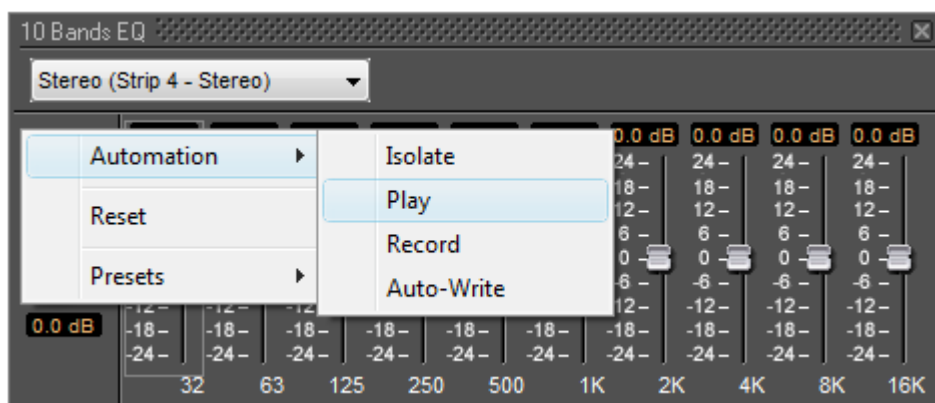 10 Bands EQ
Stereo (Strip 4 - Stereo)
Automation
Reset
Presets
Isolate
Play
Record
Auto-Write
0.0 dB 0.0 dB 0.0 dB 0.0 dB
24 – 24 – 24 – 24 –
18 – 18 – 18 – 18 –
12 – 12 – 12 – 12 –
6 – 6 – 6 – 6 –
0 – 0 – 0 – 0 –
-6 – -6 – -6 – -6 –
-12 – -12 – -12 – -12 – -12 – -12 – -12 –
0.0 dB -18 – -18 – -18 – -18 – -18 – -18 – -18 – -18 – -18 – -18 –
-24 – -24 – -24 – -24 – -24 – -24 – -24 – -24 – -24 – -24 –
32 63 125 250 500 1K 2K 4K 8K 16K